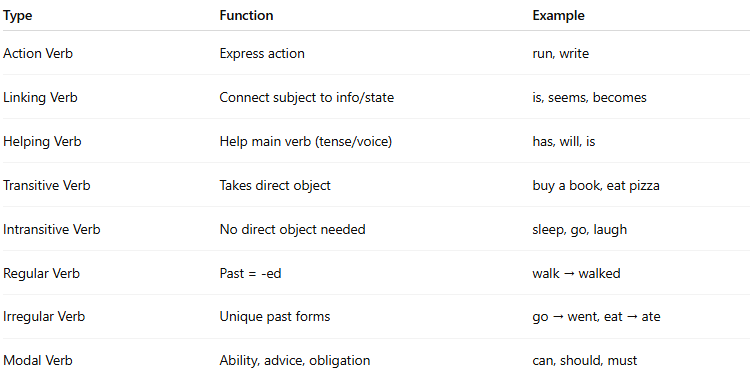 Type Function Example
Action Verb Express action run, write
Linking Verb Connect subject to info/state is, seems, becomes
Helping Verb Help main verb (tense/voice) has, will, is
Transitive Verb Takes direct object buy a book, eat pizza
Intransitive Verb No direct object needed sleep, go, laugh
Regular Verb Past = -ed walk → walked
Irregular Verb Unique past forms go → went, eat → ate
Modal Verb Ability, advice, obligation can, should, must